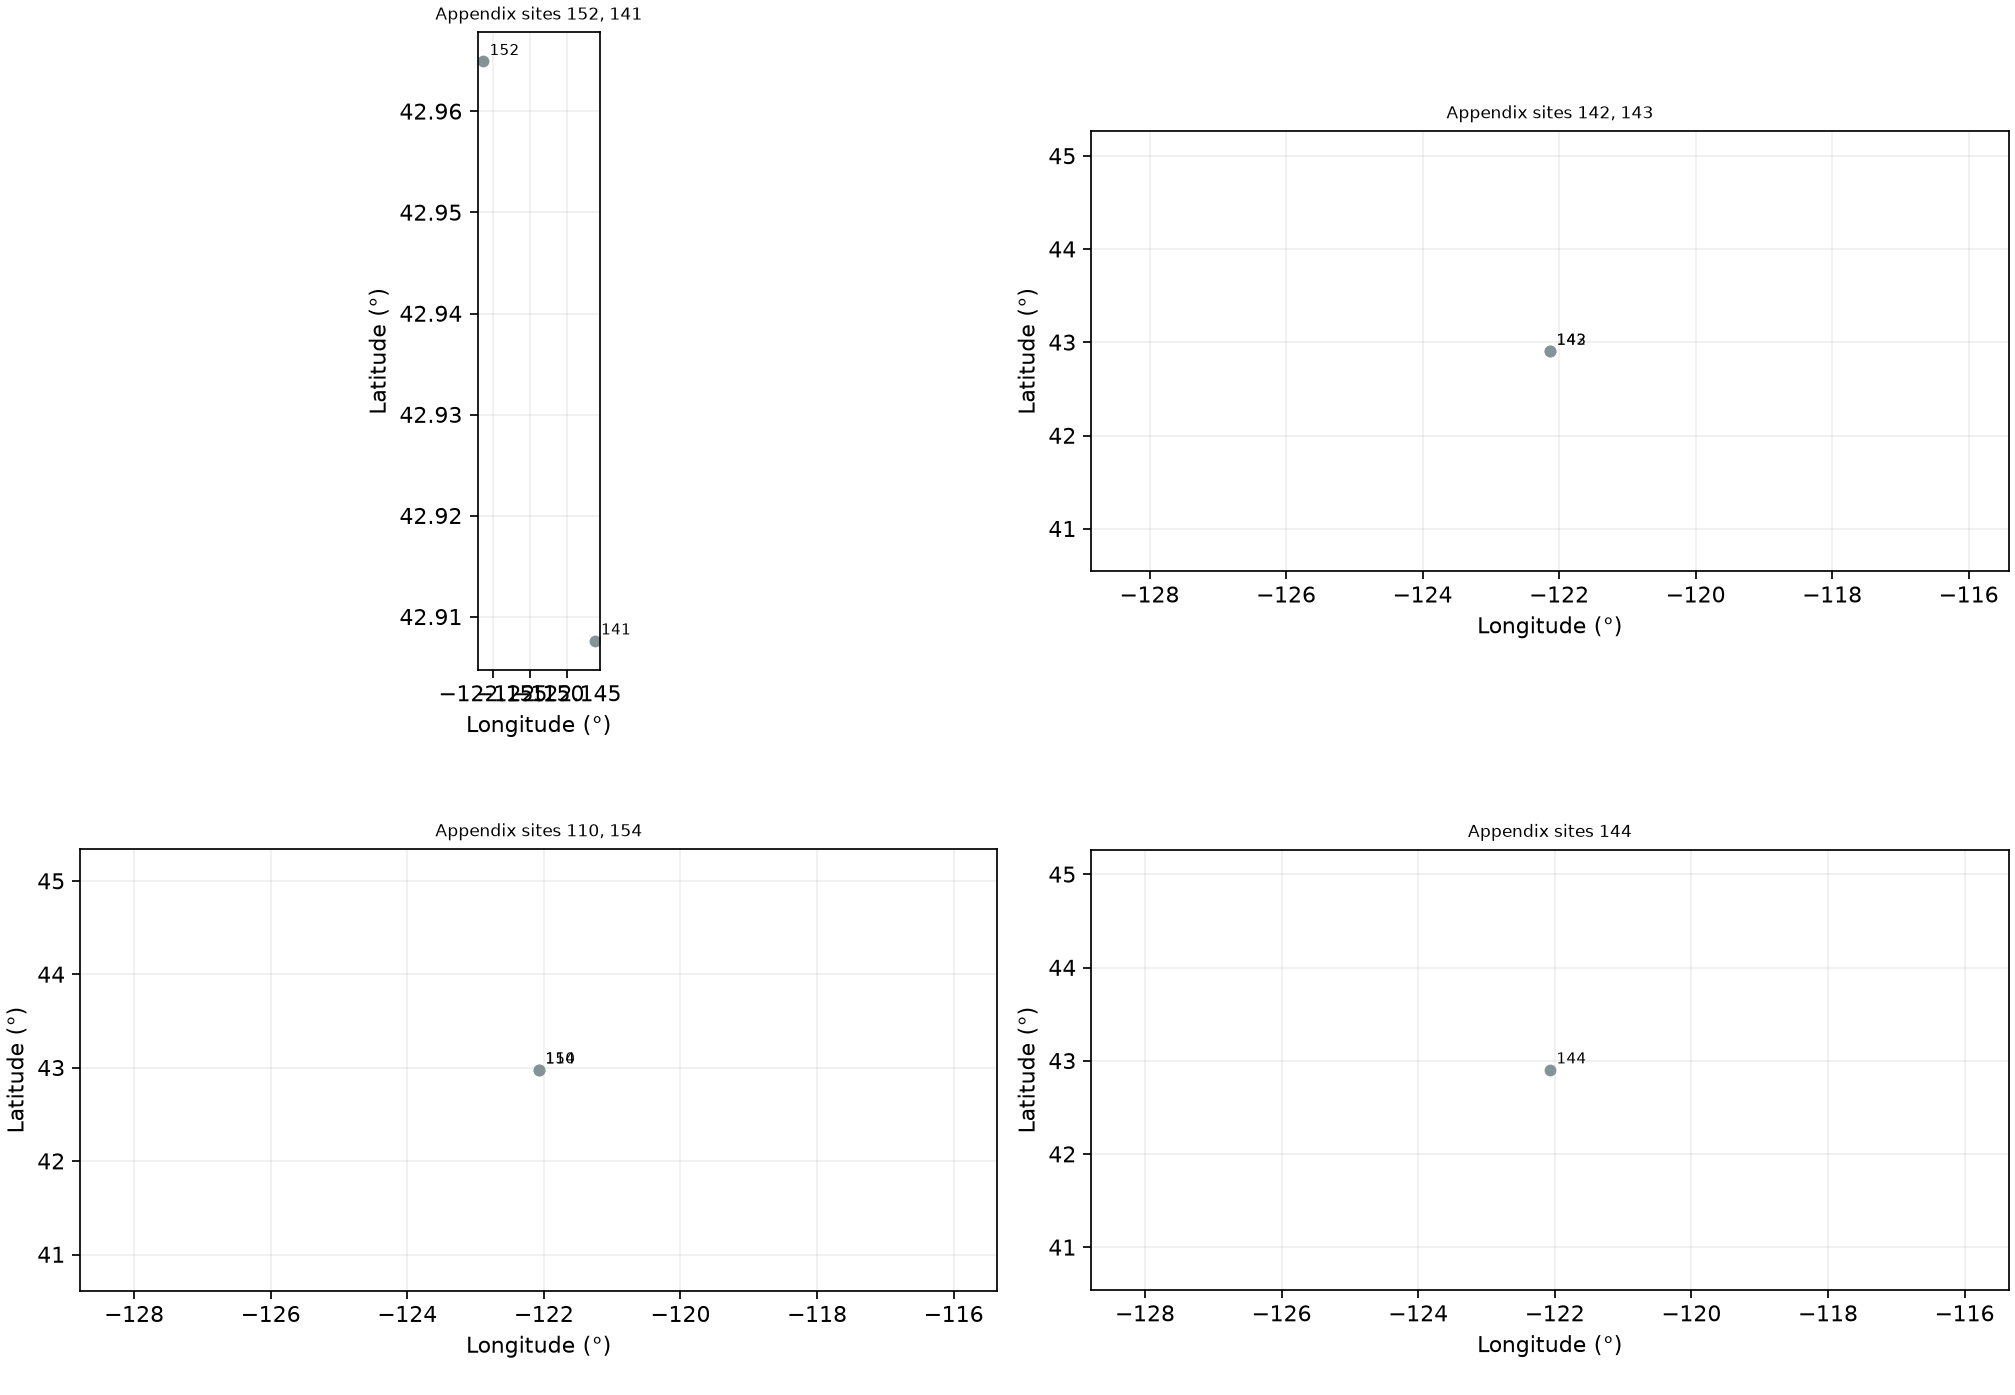 Appendix sites 152, 141
152
42.96
42.95
42.94
42.93
42.92
42.91
141
Latitude (°)
Longitude (°)
Appendix sites 142, 143
45
44
43
42
41
Latitude (°)
−128 −126 −124 −122 −120 −118 −116
Longitude (°)
Appendix sites 110, 154
45
44
43
42
41
Latitude (°)
−128 −126 −124 −122 −120 −118 −116
Longitude (°)
Appendix sites 144
45
44
43
42
41
144
Latitude (°)
−128 −126 −124 −122 −120 −118 −116
Longitude (°)